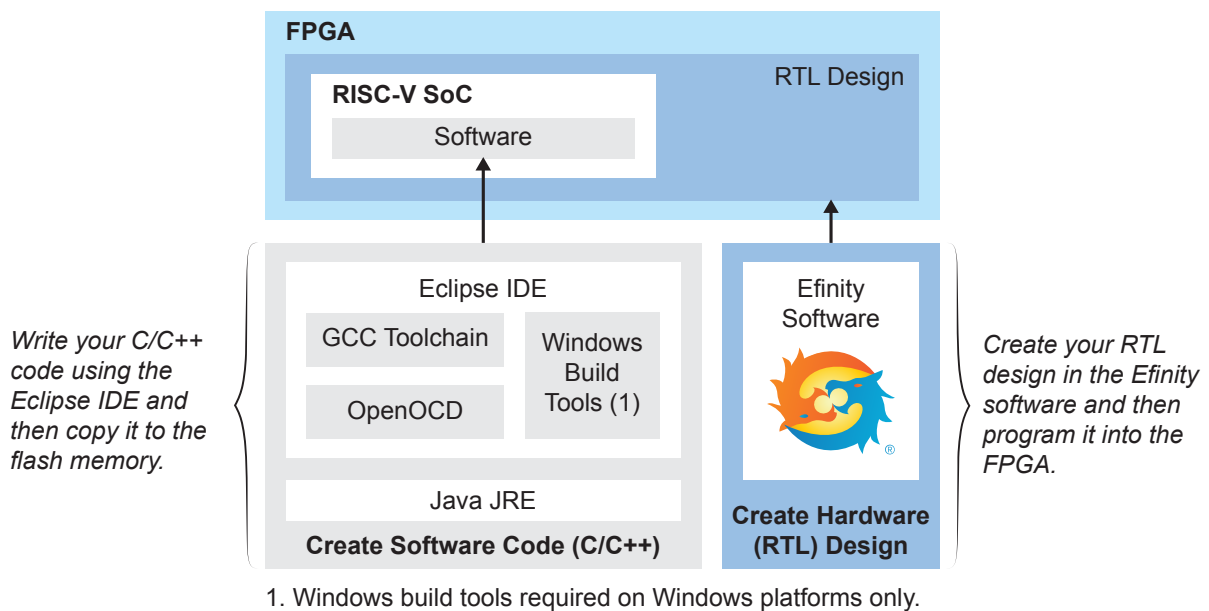 FPGA
RTL Design
RISC-V SoC
Software
Write your C/C++
code using the
Eclipse IDE and
then copy it to the
flash memory.
Eclipse IDE
GCC Toolchain
OpenOCD
Windows
Build
Tools (1)
Java JRE
Create Software Code (C/C++)
Efinity
Software
®
Create Hardware
(RTL) Design
Create your RTL
design in the Efinity
software and then
program it into the
FPGA.
1. Windows build tools required on Windows platforms only.